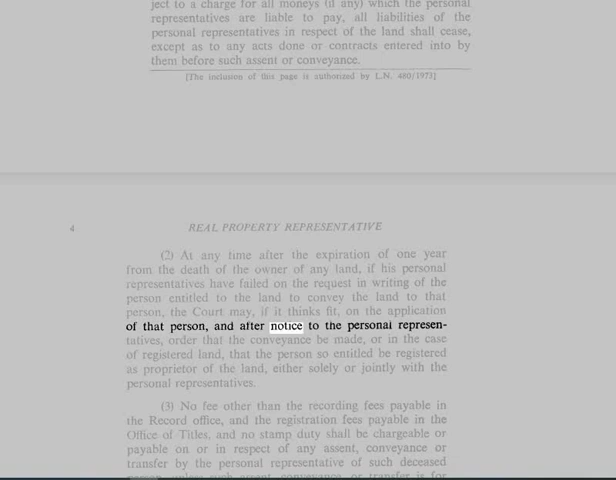 ject to a charge for all moneys (if any) which the personal
representatives are liable to pay, all liabilities of the
personal representatives in respect of the land shall cease,
except as to any acts done or contracts entered into by
them before such assent or conveyance.
[The inclusion of this page is authorized by L.N. 480/1973]
4
REAL PROPERTY REPRESENTATIVE
(2) At any time after the expiration of one year
from the death of the owner of any land, if his personal
representatives have failed on the request in writing of the
person entitled to the land to convey the land to that
person, the Court may, if it thinks fit, on the application
of that person, and after notice to the personal represen-
tatives, order that the conveyance be made, or in the case
of registered land, that the person so entitled be registered
as proprietor of the land, either solely or jointly with the
personal representatives.
(3) No fee other than the recording fees payable in
the Record office, and the registration fees payable in the
Office of Titles, and no stamp duty shall be chargeable or
payable on or in respect of any assent, conveyance or
transfer by the personal representative of such deceased
person, unless such assent, conveyance, or transfer is for